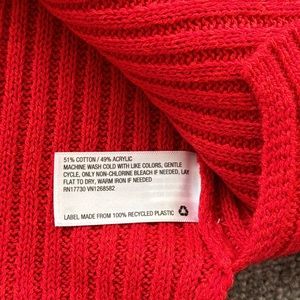 51% COTTON / 49% ACRYLIC
MACHINE WASH COLD WITH LIKE COLORS, GENTLE
CYCLE, ONLY NON-CHLORINE BLEACH IF NEEDED, LAY
FLAT TO DRY, WARM IRON IF NEEDED
RN17730 VN1268582
LABEL MADE FROM 100% RECYCLED PLASTIC